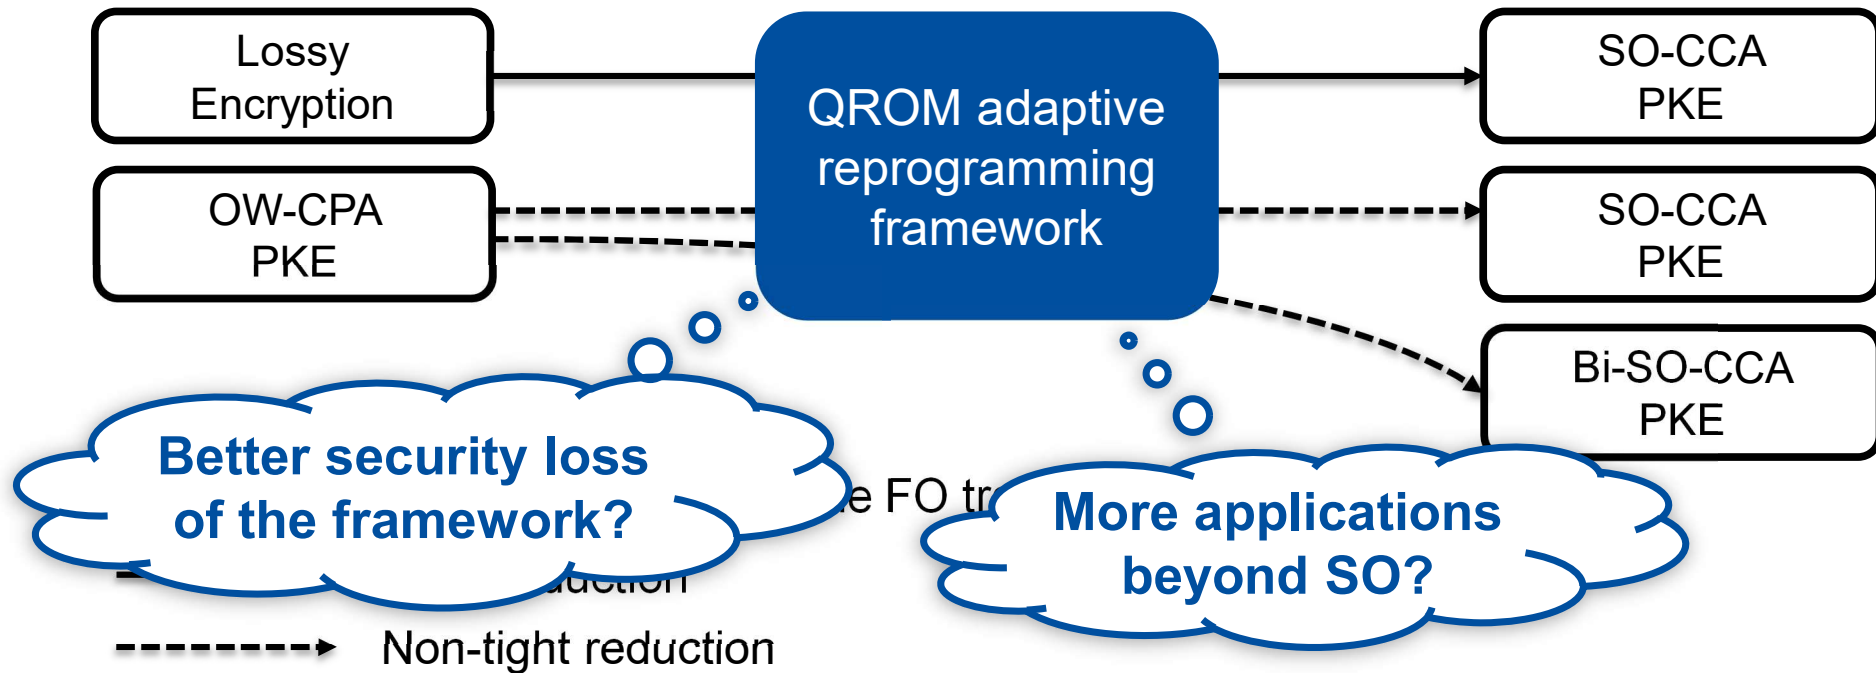 Lossy
Encryption
OW-CPA
PKE
QROM adaptive
reprogramming
framework
SO-CCA
PKE
SO-CCA
PKE
Bi-SO-CCA
PKE
Better security loss
of the framework?
FO
More applications
beyond SO?
Non-tight reduction